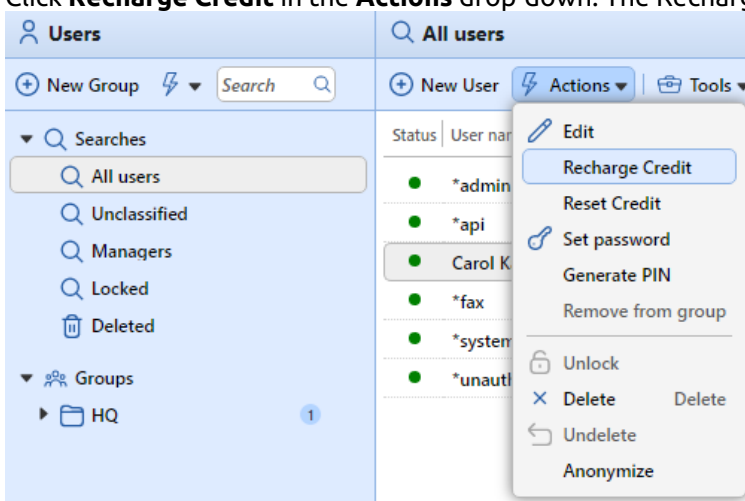 Click Recharge Credit in the Actions drop down. The Recharg
Users
All users
New Group
Search
New User
Actions
Tools
Searches
All users
Unclassified
Managers
Locked
Deleted
Groups
HQ
1
Status
User nar
*admin
*api
Carol K
*fax
*system
*unauth
Edit
Recharge Credit
Reset Credit
Set password
Generate PIN
Remove from group
Unlock
Delete Delete
Undelete
Anonymize